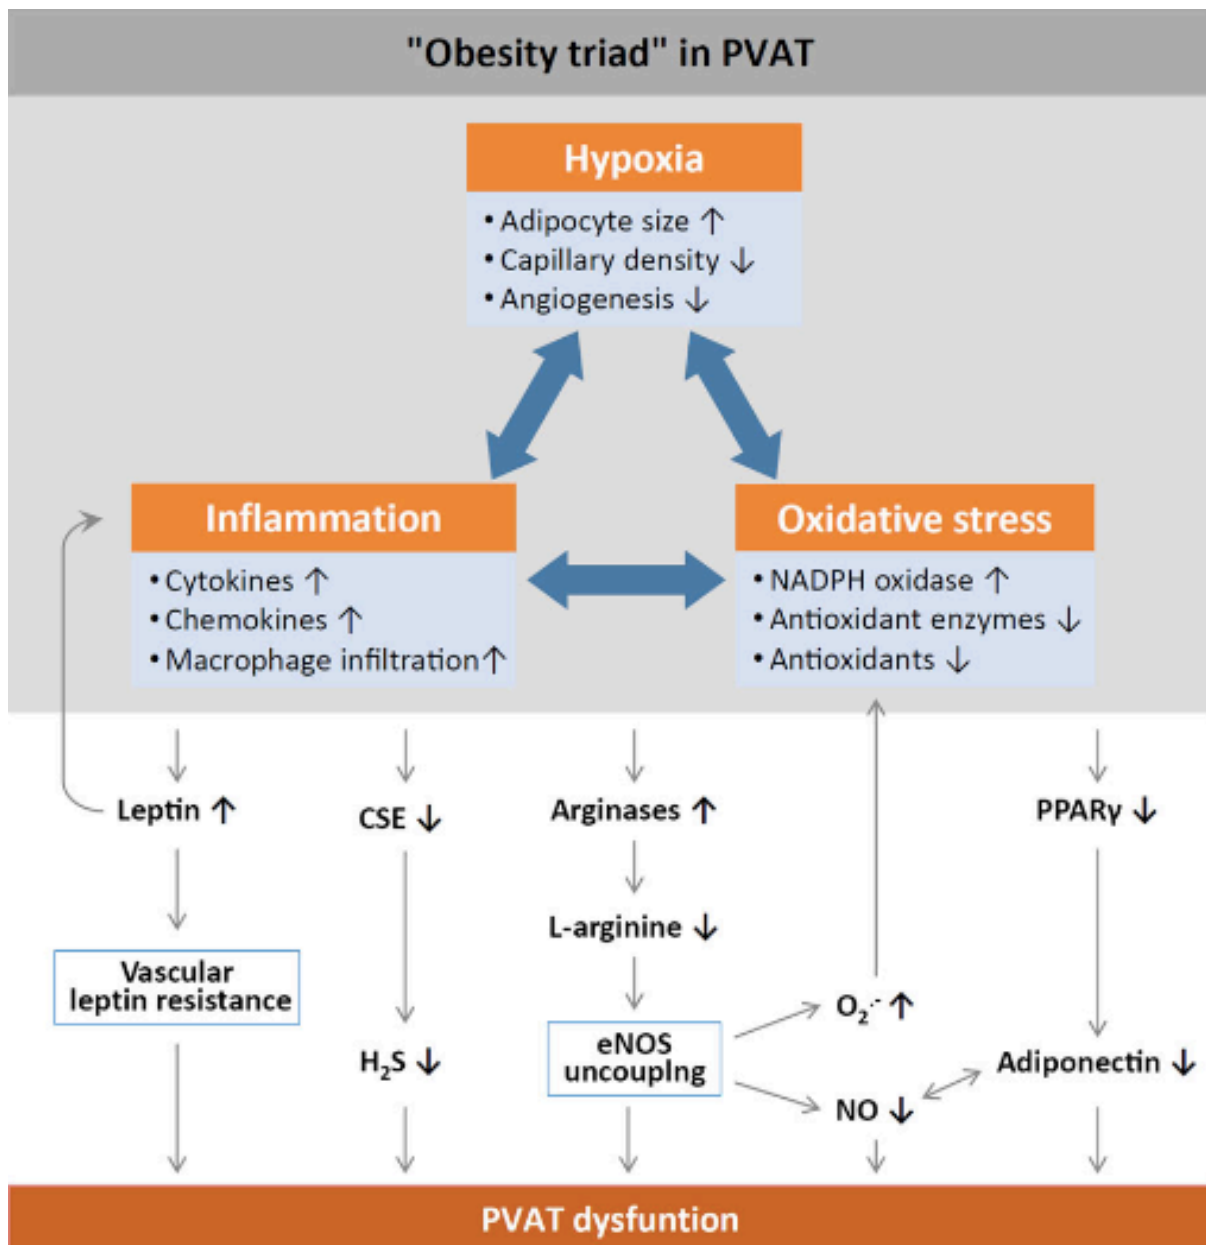 "Obesity triad" in PVAT
Hypoxia
• Adipocyte size ↑
• Capillary density ↓
• Angiogenesis ↓
Inflammation
• Cytokines ↑
• Chemokines ↑
• Macrophage infiltration↑
Oxidative stress
• NADPH oxidase ↑
• Antioxidant enzymes ↓
• Antioxidants ↓
Leptin ↑
CSE ↓
Arginases ↑
PPARγ ↓
L-arginine ↓
Vascular
leptin resistance
eNOS
uncouplng
O₂·⁻ ↑
H₂S ↓
NO ↓
Adiponectin ↓
PVAT dysfuntion